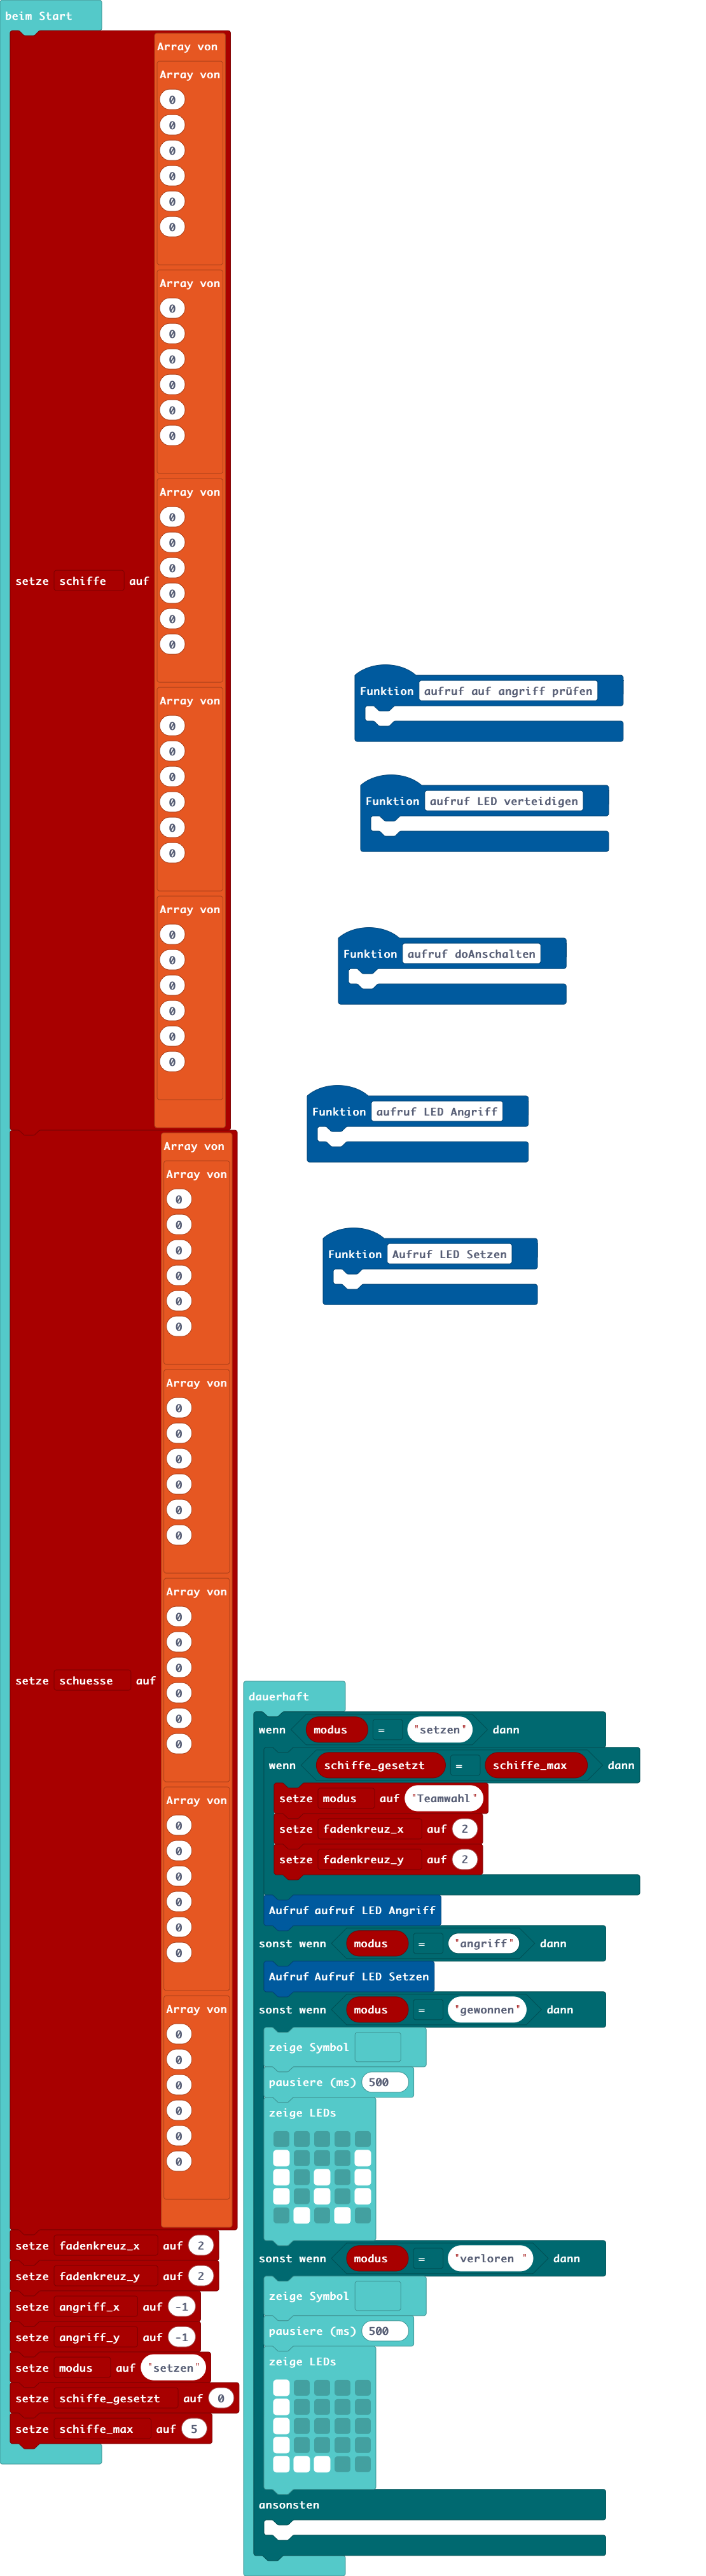 beim Start
setze schiffe auf
Array von
Array von
0
0
0
0
0
0
Array von
0
0
0
0
0
0
Array von
0
0
0
0
0
0
Array von
0
0
0
0
0
0
Array von
0
0
0
0
0
0
setze schuesse auf
Array von
Array von
0
0
0
0
0
0
Array von
0
0
0
0
0
0
Array von
0
0
0
0
0
0
Array von
0
0
0
0
0
0
Array von
0
0
0
0
0
0
setze fadenkreuz_x auf 2
setze fadenkreuz_y auf 2
setze angriff_x auf -1
setze angriff_y auf -1
setze modus auf "setzen"
setze schiffe_gesetzt auf 0
setze schiffe_max auf 5
Funktion aufruf auf angriff prüfen
Funktion aufruf LED verteidigen
Funktion aufruf doAnschalten
Funktion aufruf LED Angriff
Funktion Aufruf LED Setzen
dauerhaft
wenn modus = "setzen" dann
wenn schiffe_gesetzt = schiffe_max dann
setze modus auf "Teamwahl"
setze fadenkreuz_x auf 2
setze fadenkreuz_y auf 2
Aufruf aufruf LED Angriff
sonst wenn modus = "angriff" dann
Aufruf Aufruf LED Setzen
sonst wenn modus = "gewonnen" dann
zeige Symbol
pausiere (ms) 500
zeige LEDs
sonst wenn modus = "verloren " dann
zeige Symbol
pausiere (ms) 500
zeige LEDs
ansonsten